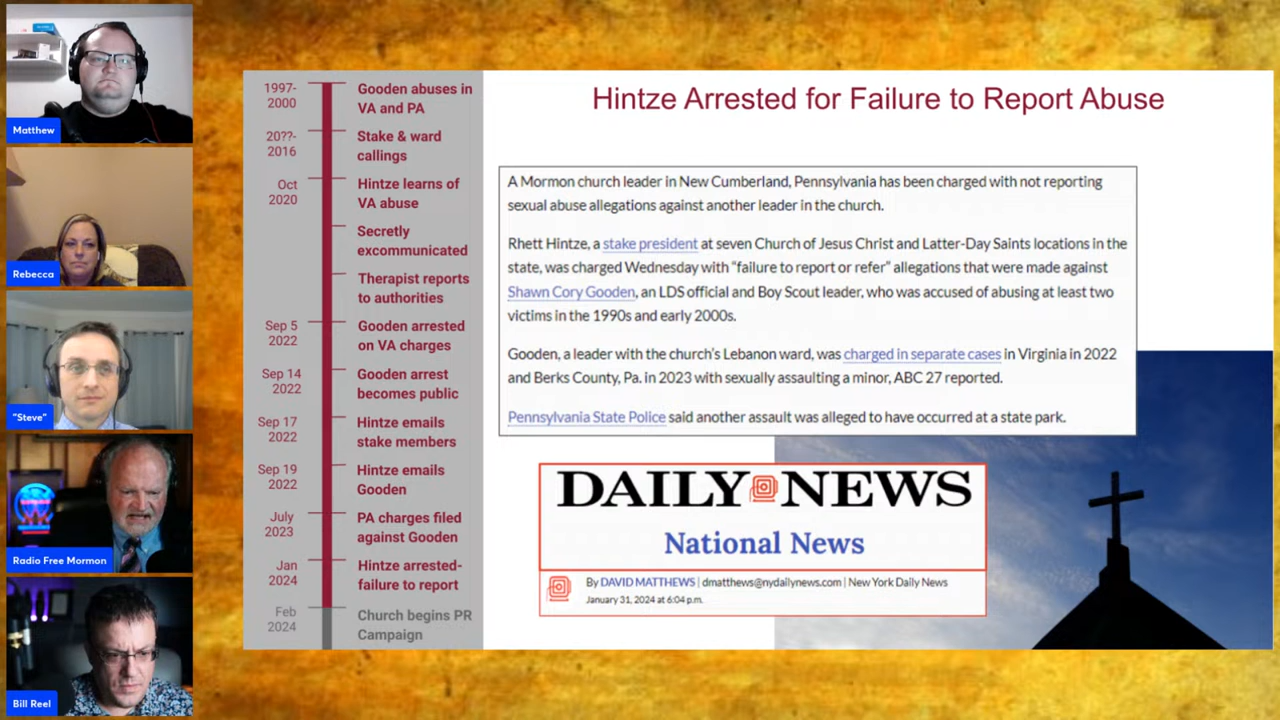 Matthew
Rebecca
"Steve"
Radio Free Mormon
Bill Reel
1997-
2000
Gooden abuses in
VA and PA
20??-
2016
Stake & ward
callings
Oct
2020
Hintze learns of
VA abuse
Secretly
excommunicated
Therapist reports
to authorities
Sep 5
2022
Gooden arrested
on VA charges
Sep 14
2022
Gooden arrest
becomes public
Sep 17
2022
Hintze emails
stake members
Sep 19
2022
Hintze emails
Gooden
July
2023
PA charges filed
against Gooden
Jan
2024
Hintze arrested-
failure to report
Feb
2024
Church begins PR
Campaign
Hintze Arrested for Failure to Report Abuse
A Mormon church leader in New Cumberland, Pennsylvania has been charged with not reporting
sexual abuse allegations against another leader in the church.
Rhett Hintze, a stake president at seven Church of Jesus Christ and Latter-Day Saints locations in the
state, was charged Wednesday with “failure to report or refer” allegations that were made against
Shawn Cory Gooden, an LDS official and Boy Scout leader, who was accused of abusing at least two
victims in the 1990s and early 2000s.
Gooden, a leader with the church’s Lebanon ward, was charged in separate cases in Virginia in 2022
and Berks County, Pa. in 2023 with sexually assaulting a minor, ABC 27 reported.
Pennsylvania State Police said another assault was alleged to have occurred at a state park.
DAILY NEWS
National News
By DAVID MATTHEWS | dmatthews@nydailynews.com | New York Daily News
January 31, 2024 at 6:04 p.m.